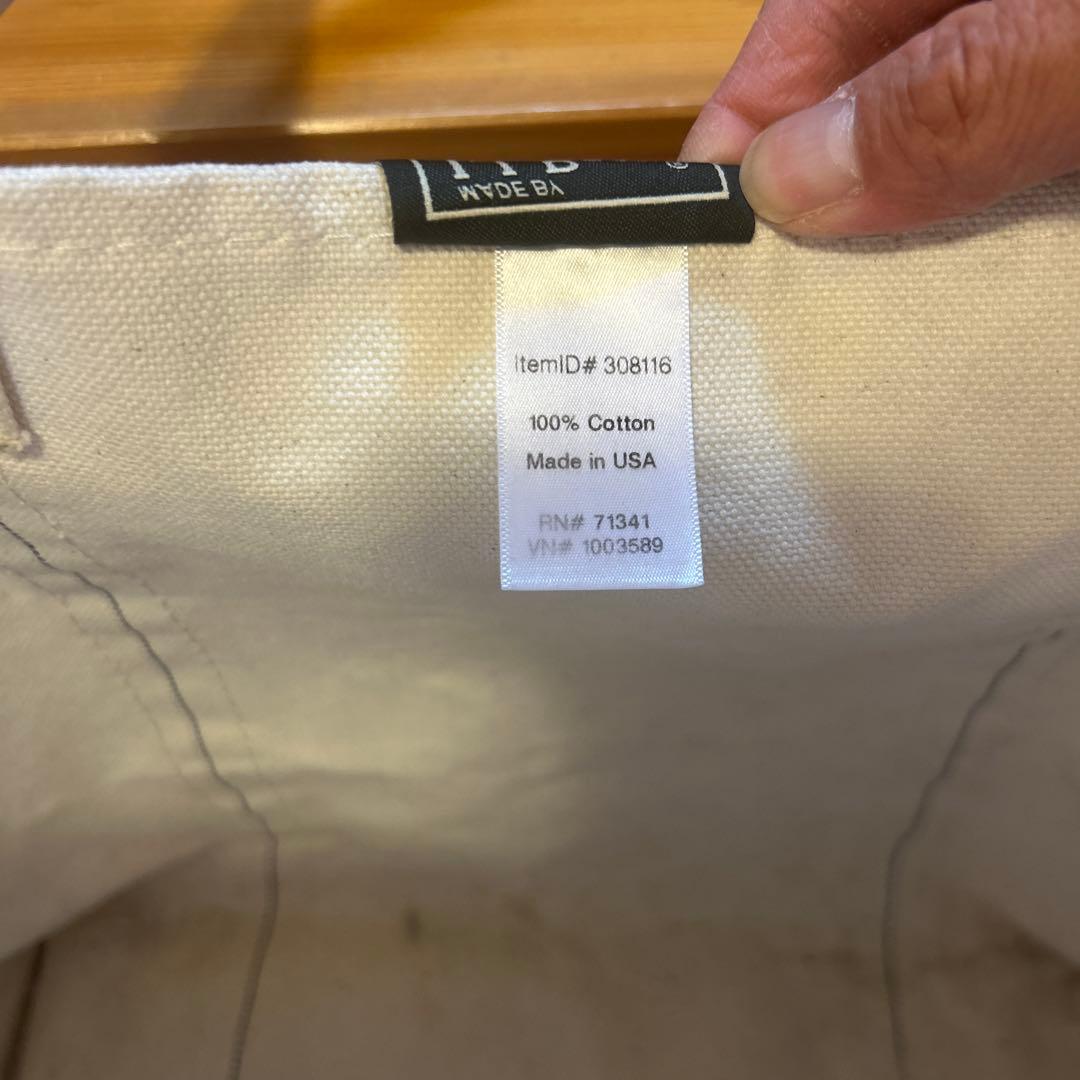 MADE BY
ItemID# 308116
100% Cotton
Made in USA
RN# 71341
VN# 1003589